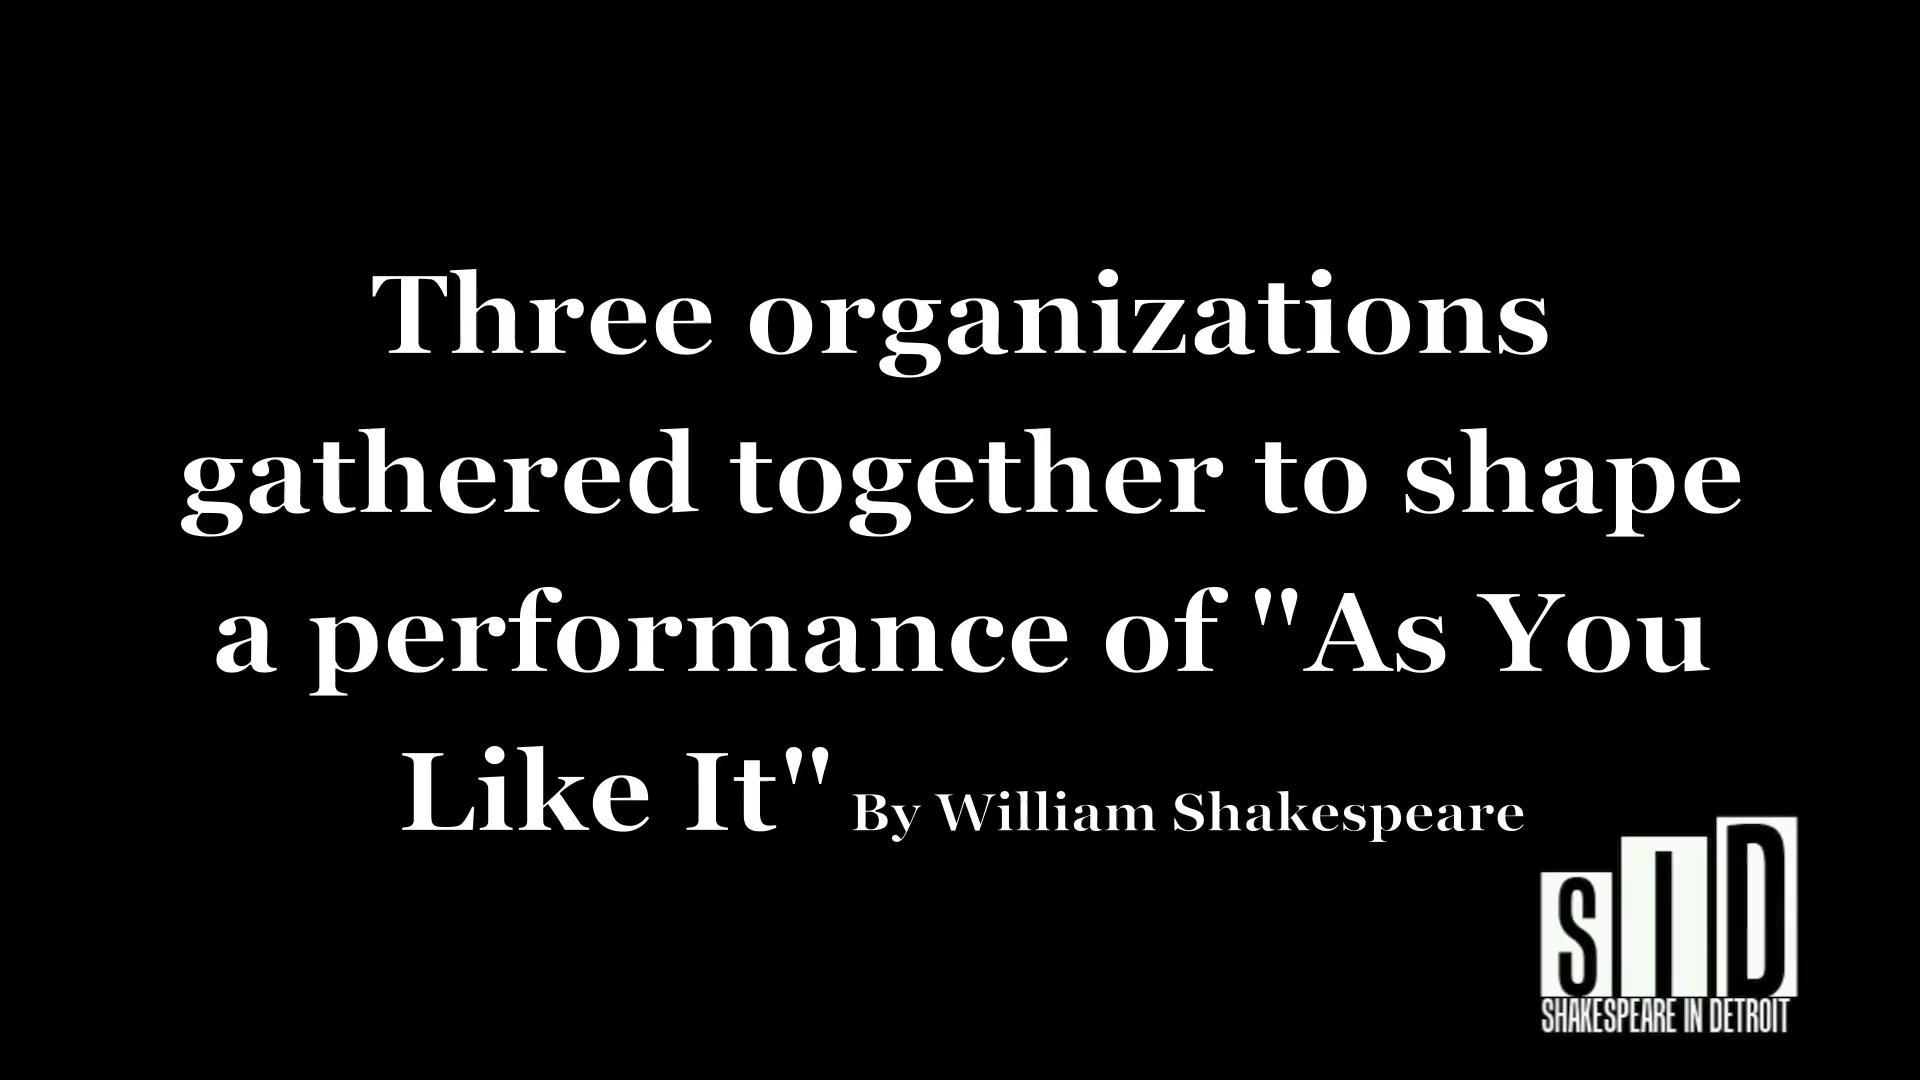 Three organizations
gathered together to shape
a performance of "As You
Like It" By William Shakespeare
SID
SHAKESPEARE IN DETROIT